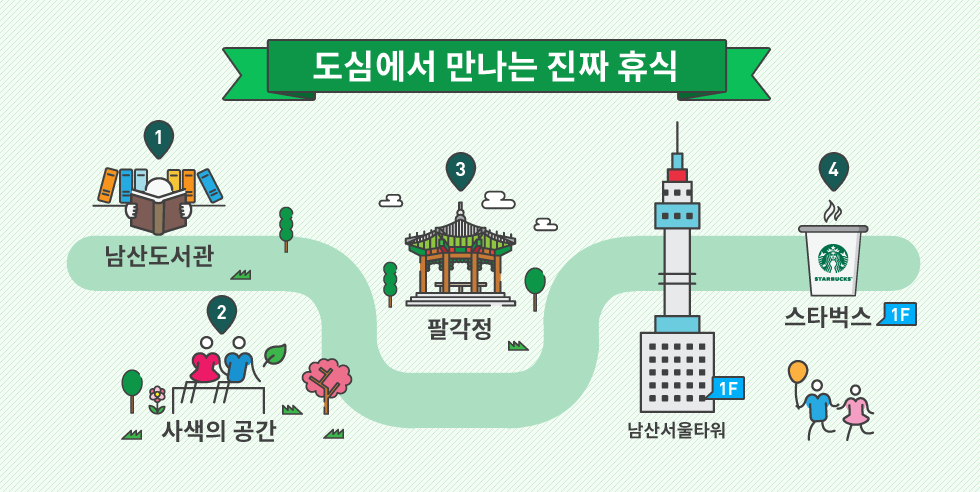 도심에서 만나는 진짜 휴식
1
남산도서관
2
사색의 공간
3
팔각정
1F
남산서울타워
4
STARBUCKS
스타벅스 1F